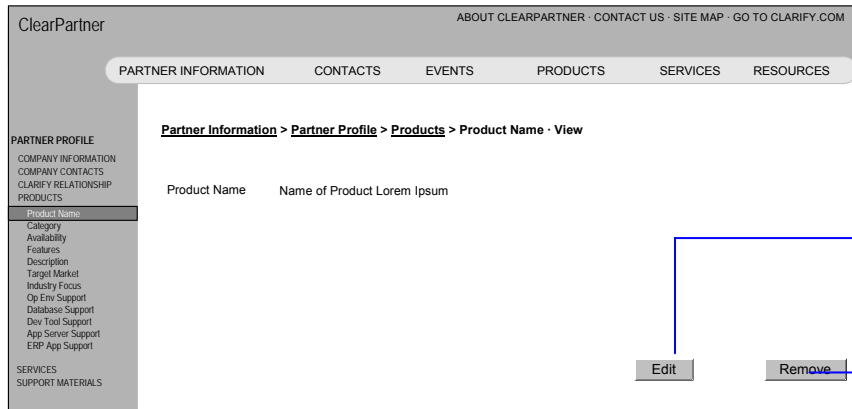 ClearPartner
ABOUT CLEARPARTNER · CONTACT US · SITE MAP · GO TO CLARIFY.COM
PARTNER INFORMATION CONTACTS EVENTS PRODUCTS SERVICES RESOURCES
Partner Information > Partner Profile > Products > Product Name · View
PARTNER PROFILE
COMPANY INFORMATION
COMPANY CONTACTS
CLARIFY RELATIONSHIP
PRODUCTS
Product Name
Category
Availability
Features
Description
Target Market
Industry Focus
Op Env Support
Database Support
Dev Tool Support
App Server Support
ERP App Support
SERVICES
SUPPORT MATERIALS
Product Name Name of Product Lorem Ipsum
Edit Remove